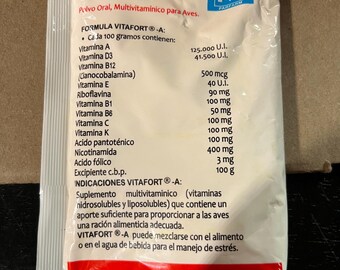 Polvo Oral, Multivitamínico para Aves.
FORMULA VITAFORT®-A:
• Cada 100 gramos contienen:
Vitamina A 125.000 U.I.
Vitamina D3 41.500 U.I.
Vitamina B12
(Cianocobalamina) 500 mcg
Vitamina E 40 U.I.
Riboflavina 90 mg
Vitamina B1 100 mg
Vitamina B6 50 mg
Vitamina C 100 mg
Vitamina K 100 mg
Acido pantoténico 100 mg
Nicotinamida 400 mg
Acido fólico 3 mg
Excipiente c.b.p. 100 g
INDICACIONES VITAFORT®-A:
Suplemento multivitaminico (vitaminas
hidrosolubles y liposolubles) que contiene un
aporte suficiente para proporcionar a las aves
una ración alimenticia adecuada.
VITAFORT®-A puede mezclarse con el alimento
o en el agua de bebida para el manejo de estrés.